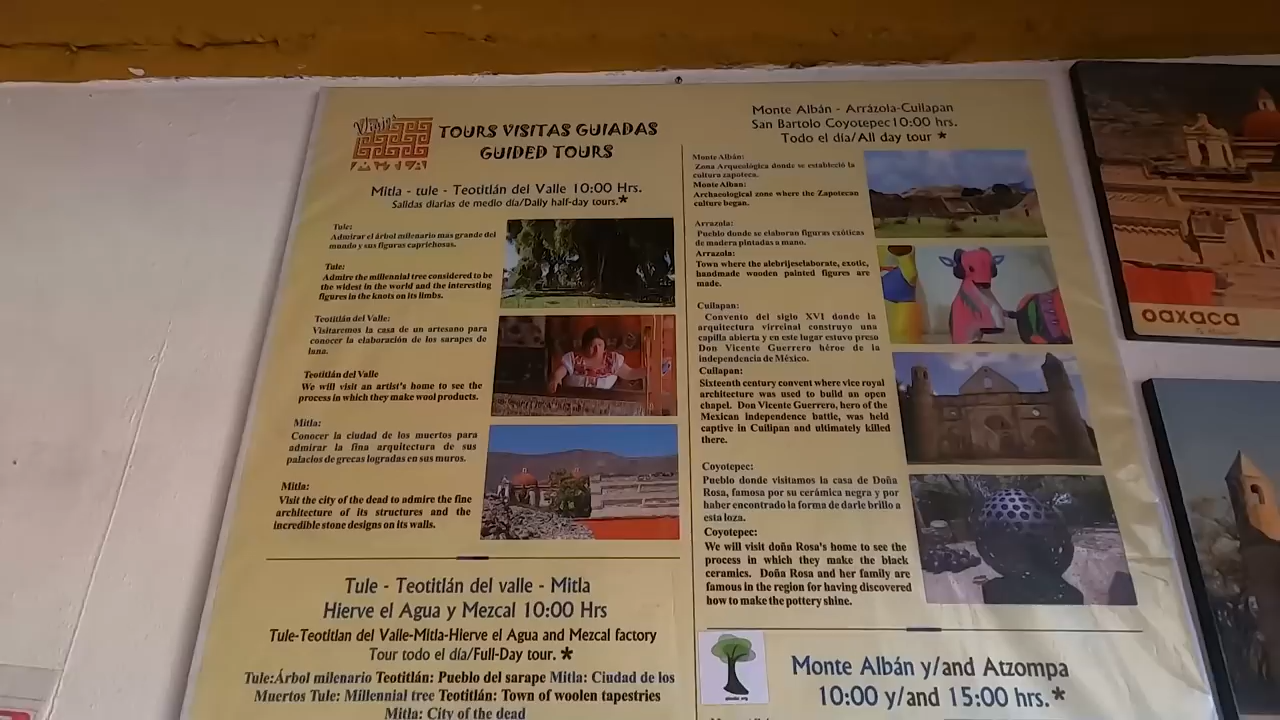 Viajes
TOURS VISITAS GUIADAS
GUIDED TOURS
Mitla - tule - Teotitlán del Valle 10:00 Hrs.
Salidas diarias de medio día/Daily half-day tours.*
Tule:
Admirar el árbol milenario mas grande del
mundo y sus figuras caprichosas.
Tule:
Admire the millennial tree considered to be
the widest in the world and the interesting
figures in the knots on its limbs.
Teotitlán del Valle:
Visitaremos la casa de un artesano para
conocer la elaboración de los sarapes de
lana.
Teotitlán del Valle
We will visit an artist's home to see the
process in which they make wool products.
Mitla:
Conocer la ciudad de los muertos para
admirar la fina arquitectura de sus
palacios de grecas logradas en sus muros.
Mitla:
Visit the city of the dead to admire the fine
architecture of its structures and the
incredible stone designs on its walls.
Tule - Teotitlán del valle - Mitla
Hierve el Agua y Mezcal 10:00 Hrs
Tule-Teotitlan del Valle-Mitla-Hierve el Agua and Mezcal factory
Tour todo el día/Full-Day tour. *
Tule:Árbol milenario Teotitlán: Pueblo del sarape Mitla: Ciudad de los
Muertos Tule: Millennial tree Teotitlán: Town of woolen tapestries
Mitla: City of the dead
Monte Albán - Arrázola-Cuilapan
San Bartolo Coyotepec10:00 hrs.
Todo el día/All day tour *
Monte Albán:
Zona Arqueológica donde se estableció la
cultura zapoteca.
Monte Alban:
Archaeological zone where the Zapotecan
culture began.
Arrazola:
Pueblo donde se elaboran figuras exóticas
de madera pintadas a mano.
Arrazola:
Town where the alebrijeselaborate, exotic,
handmade wooden painted figures are
made.
Cuilapan:
Convento del siglo XVI donde la
arquitectura virreinal construyo una
capilla abierta y en este lugar estuvo preso
Don Vicente Guerrero héroe de la
independencia de México.
Cuilapan:
Sixteenth century convent where vice royal
architecture was used to build an open
chapel. Don Vicente Guerrero, hero of the
Mexican independence battle, was held
captive in Cuilipan and ultimately killed
there.
Coyotepec:
Pueblo donde visitamos la casa de Doña
Rosa, famosa por su cerámica negra y por
haber encontrado la forma de darle brillo a
esta loza.
Coyotepec:
We will visit doña Rosa's home to see the
process in which they make the black
ceramics. Doña Rosa and her family are
famous in the region for having discovered
how to make the pottery shine.
Monte Albán y/and Atzompa
10:00 y/and 15:00 hrs.*
oaxaca